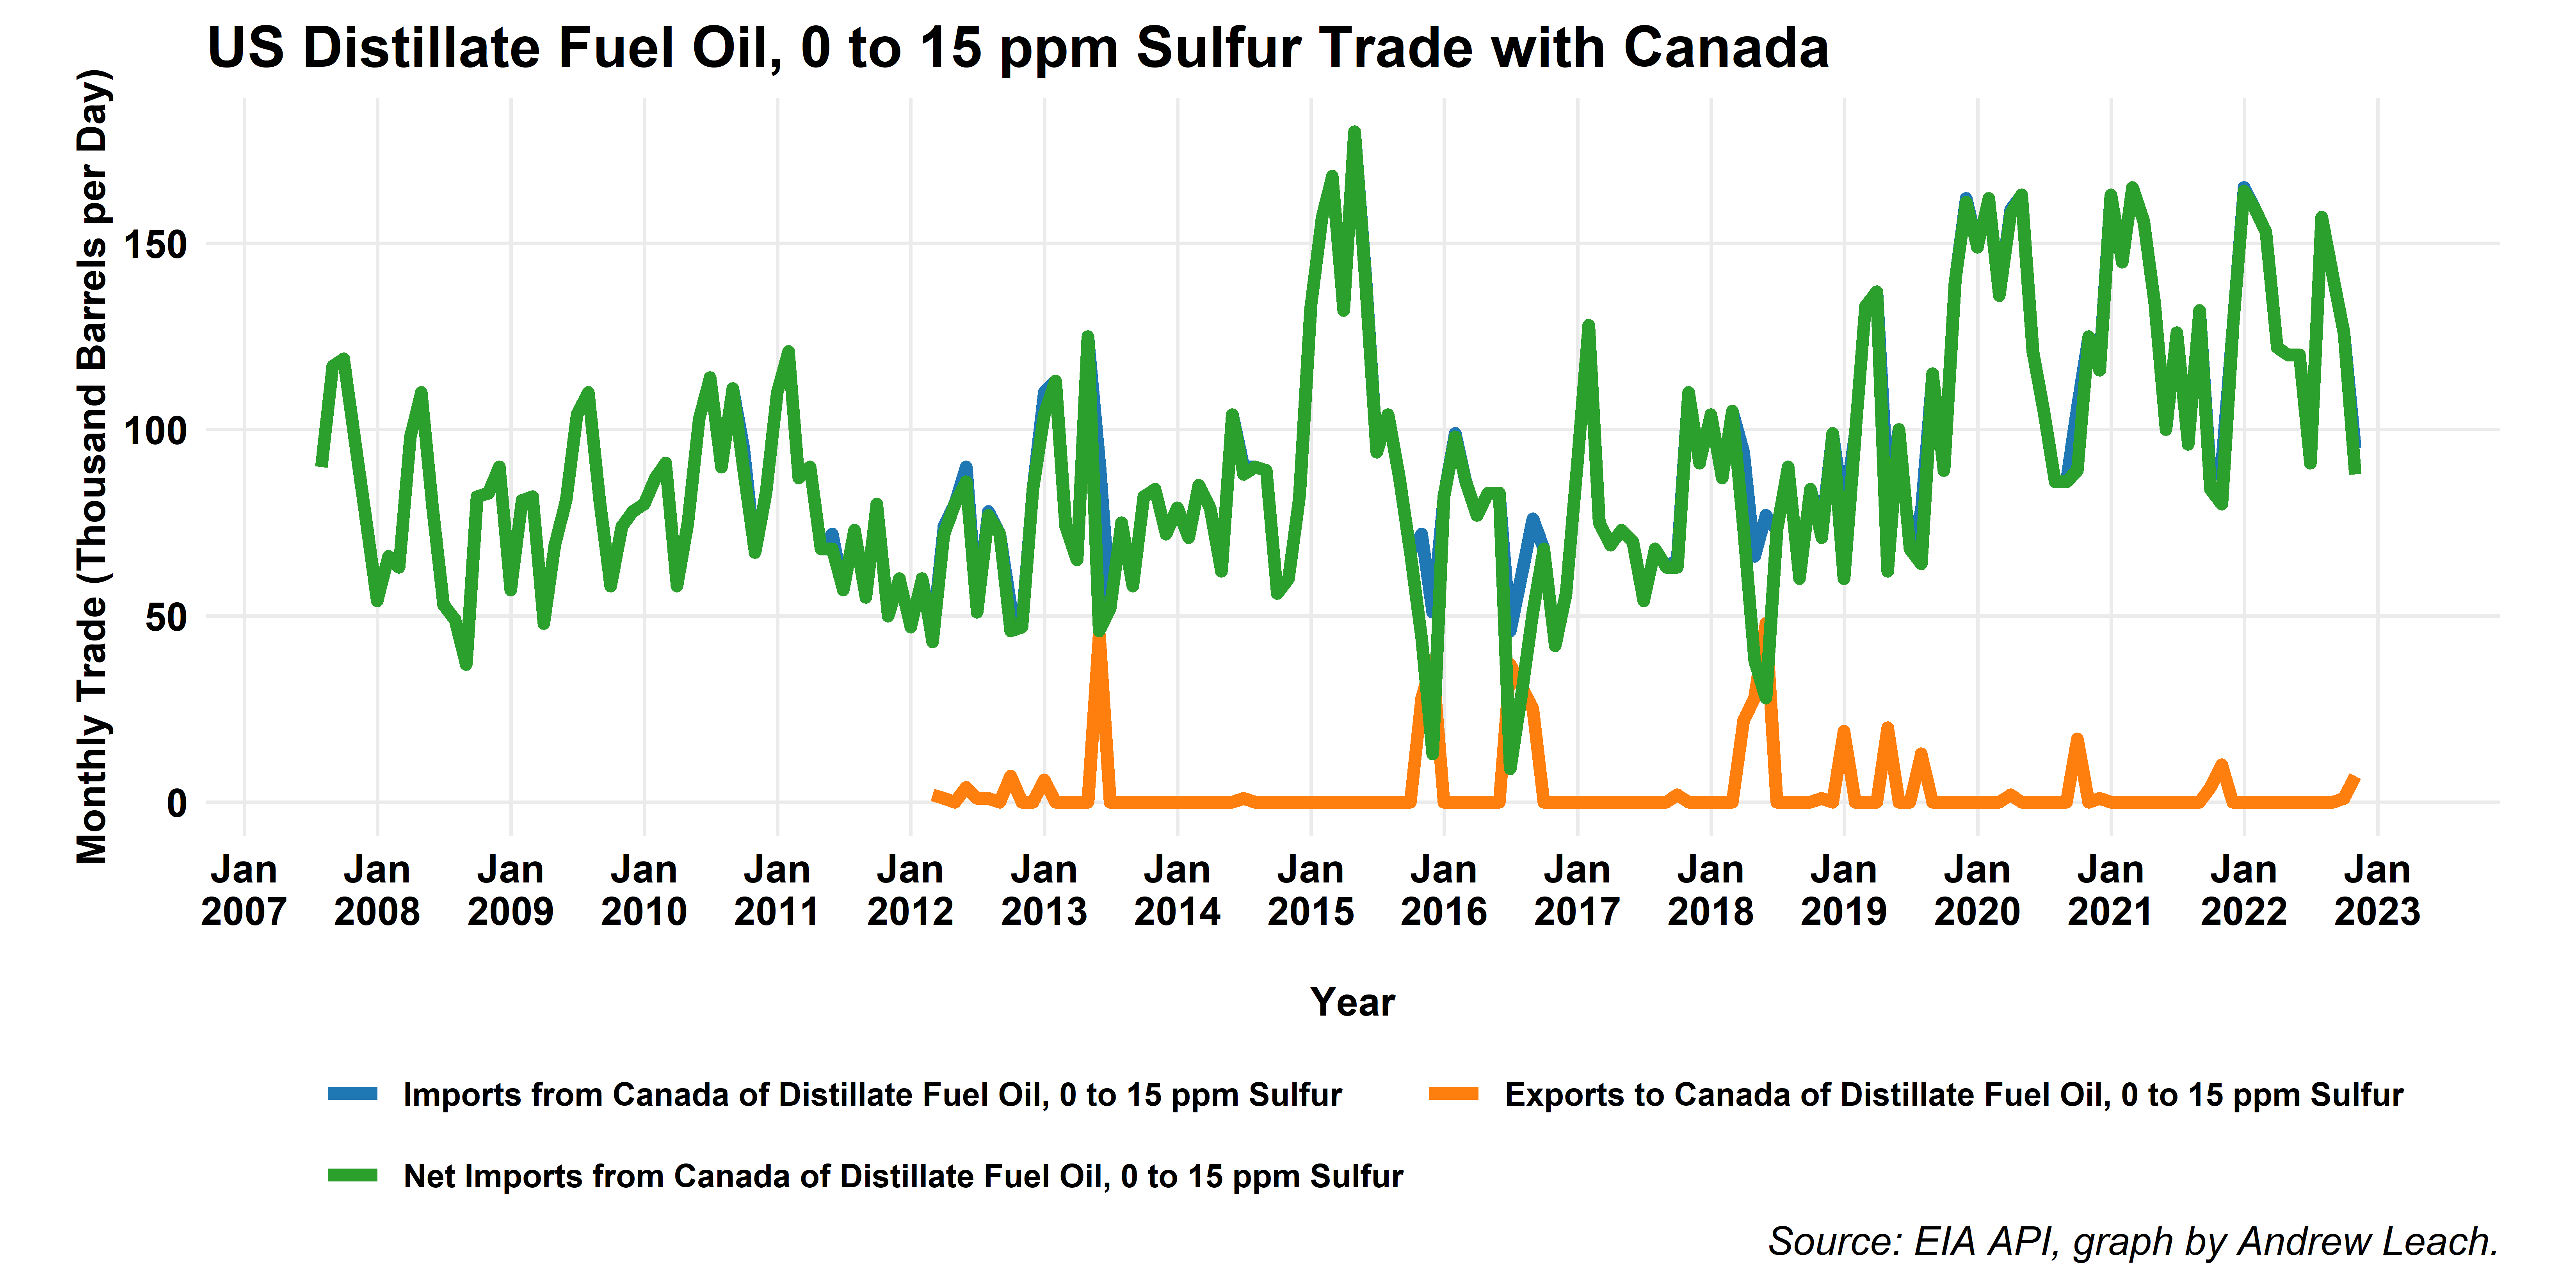 US Distillate Fuel Oil, 0 to 15 ppm Sulfur Trade with Canada
Monthly Trade (Thousand Barrels per Day)
150
100
50
0
Jan Jan Jan Jan Jan Jan Jan Jan Jan Jan Jan Jan Jan Jan Jan Jan Jan
2007 2008 2009 2010 2011 2012 2013 2014 2015 2016 2017 2018 2019 2020 2021 2022 2023
Year
Imports from Canada of Distillate Fuel Oil, 0 to 15 ppm Sulfur
Exports to Canada of Distillate Fuel Oil, 0 to 15 ppm Sulfur
Net Imports from Canada of Distillate Fuel Oil, 0 to 15 ppm Sulfur
Source: EIA API, graph by Andrew Leach.